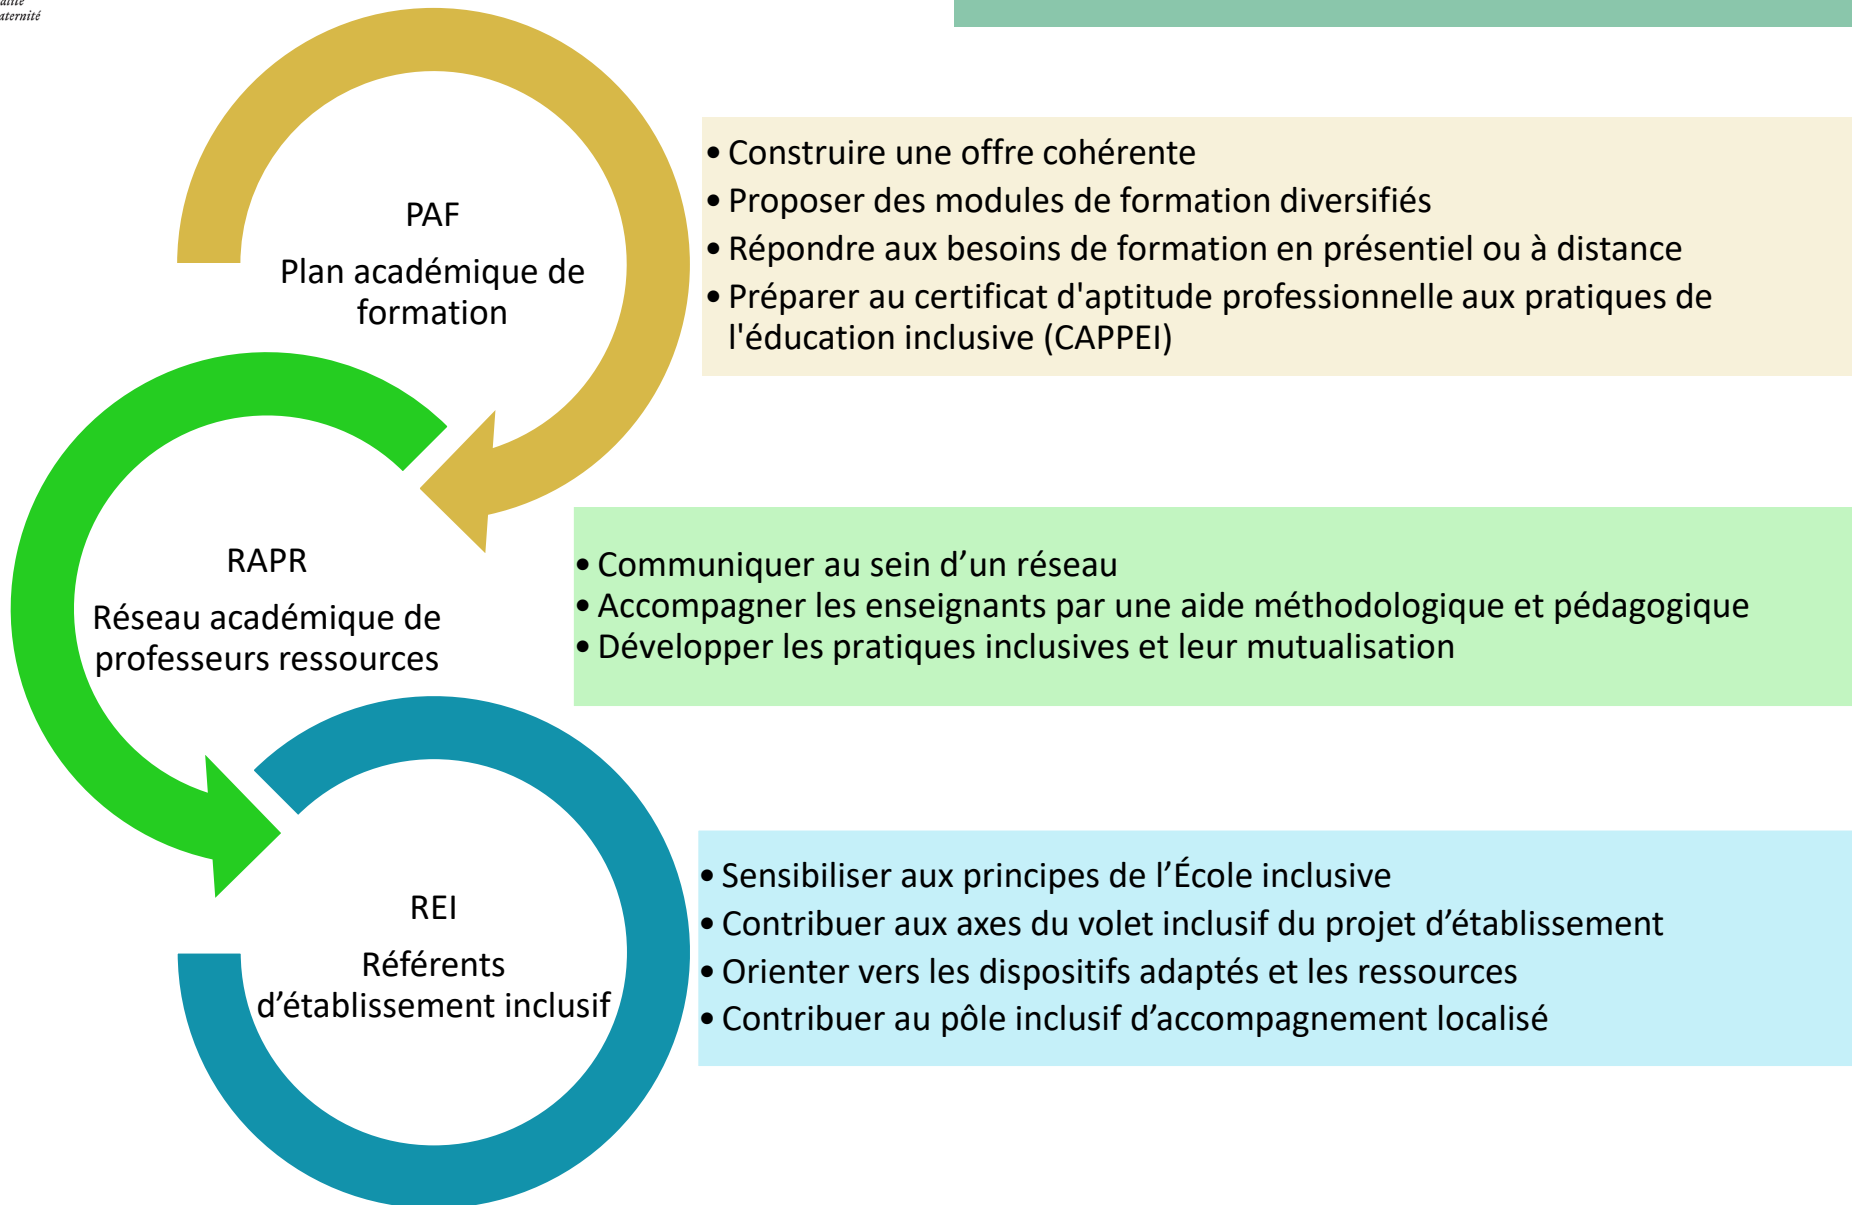 PAF
Plan académique de
formation
• Construire une offre cohérente
• Proposer des modules de formation diversifiés
• Répondre aux besoins de formation en présentiel ou à distance
• Préparer au certificat d'aptitude professionnelle aux pratiques de
l'éducation inclusive (CAPPEI)
RAPR
Réseau académique de
professeurs ressources
• Communiquer au sein d’un réseau
• Accompagner les enseignants par une aide méthodologique et pédagogique
• Développer les pratiques inclusives et leur mutualisation
REI
Référents
d’établissement inclusif
• Sensibiliser aux principes de l’École inclusive
• Contribuer aux axes du volet inclusif du projet d’établissement
• Orienter vers les dispositifs adaptés et les ressources
• Contribuer au pôle inclusif d’accompagnement localisé